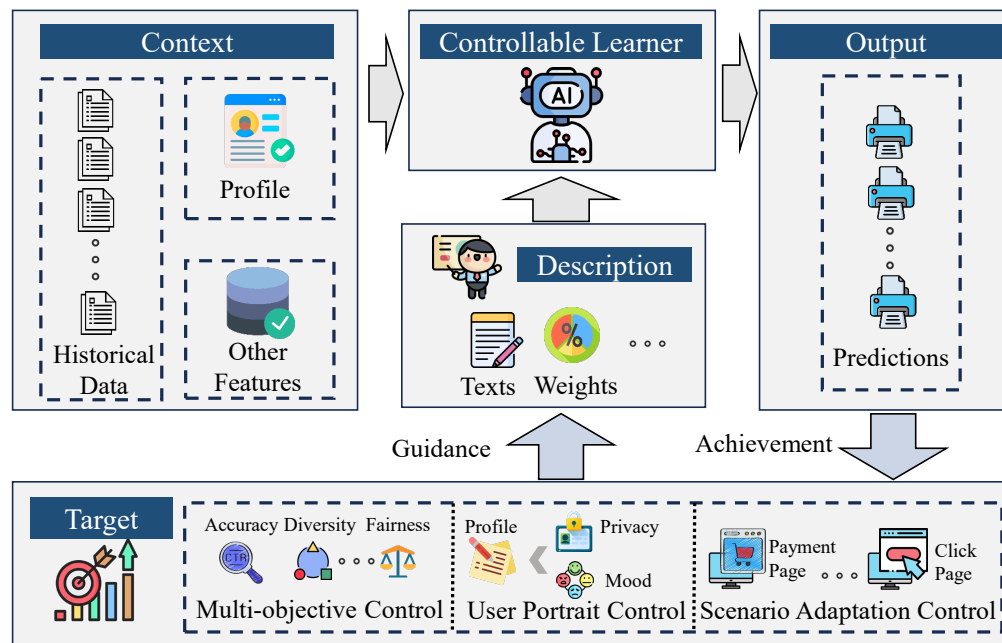 Context
Historical
Data
Profile
Other
Features
Controllable Learner
AI
Description
%
Texts
Weights
Output
Predictions
Guidance
Achievement
Target
Accuracy
Diversity
Fairness
CTR
Multi-objective Control
Profile
Privacy
Mood
User Portrait Control
Payment
Page
Click
Page
Scenario Adaptation Control